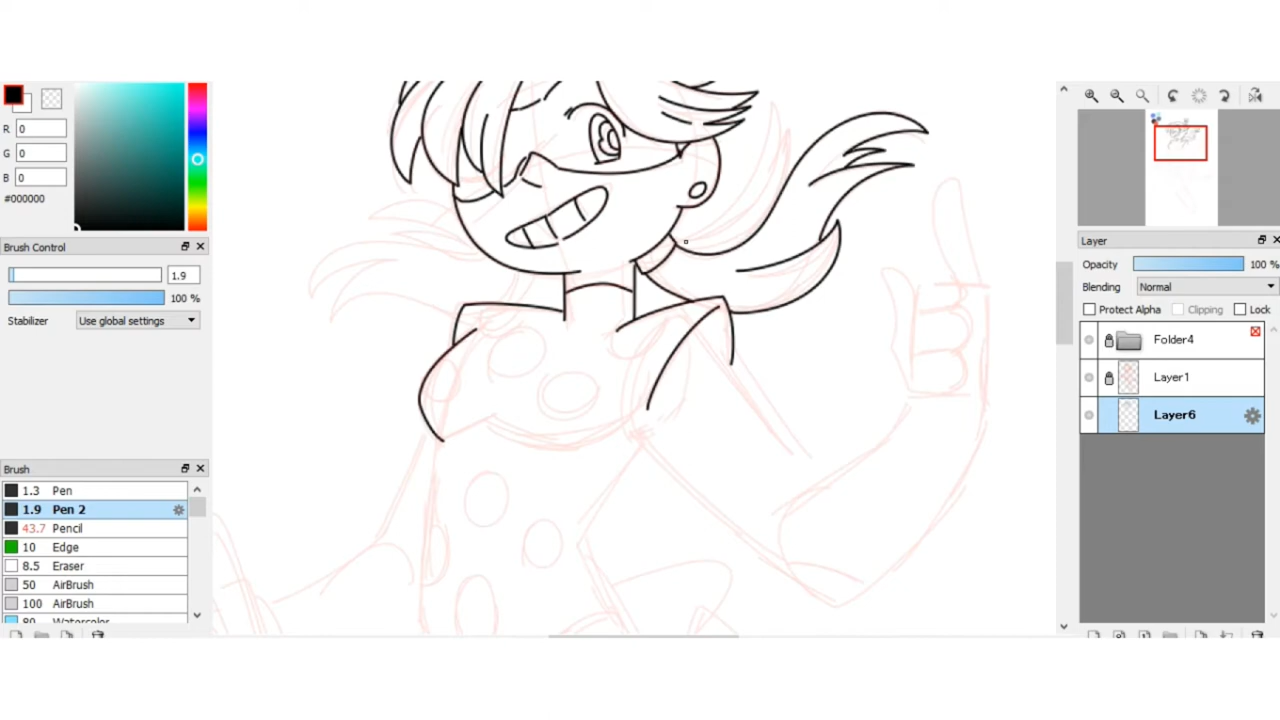 R 0
G 0
B 0
#000000
Brush Control
1.9
100 %
Stabilizer Use global settings
Brush
1.3 Pen
1.9 Pen 2
43.7 Pencil
10 Edge
8.5 Eraser
50 AirBrush
100 AirBrush
80 Watercolor
Layer
Opacity 100 %
Blending Normal
Protect Alpha Clipping Lock
Folder4
Layer1
Layer6